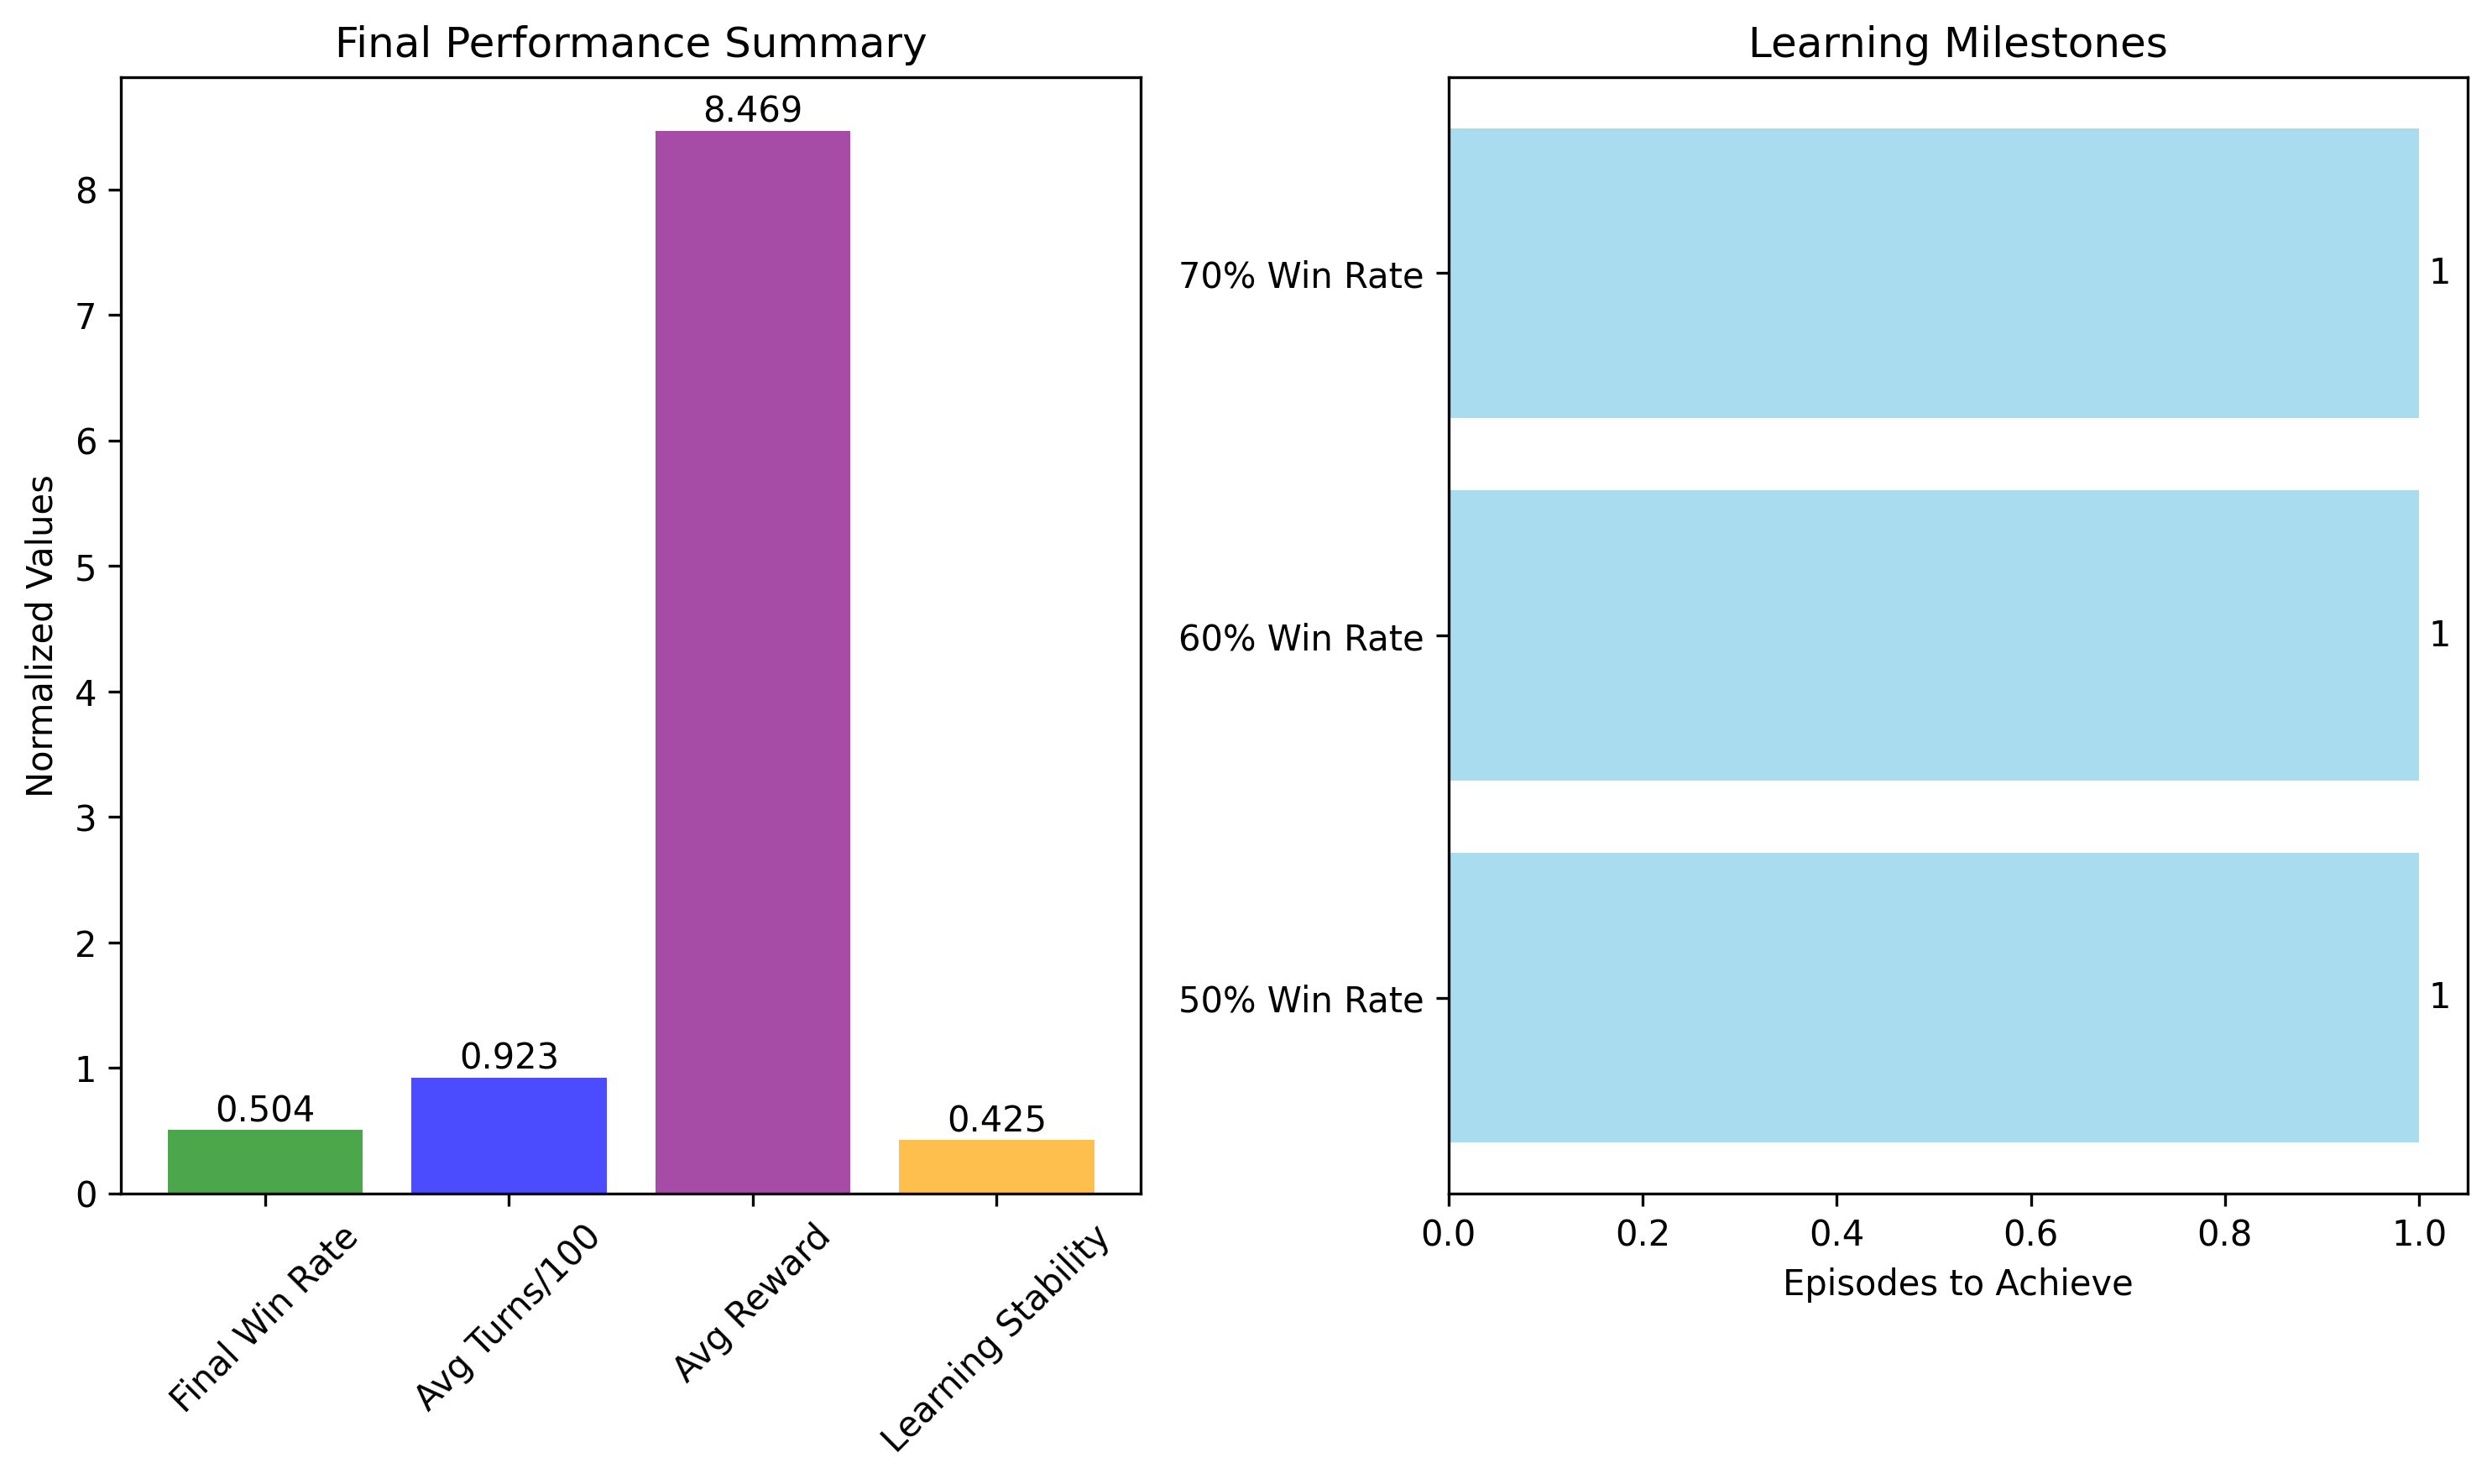 Final Performance Summary
Normalized Values
8
7
6
5
4
3
2
1
0
0.504
0.923
8.469
0.425
Final Win Rate
Avg Turns/100
Avg Reward
Learning Stability
Learning Milestones
70% Win Rate
60% Win Rate
50% Win Rate
1
1
1
0.0 0.2 0.4 0.6 0.8 1.0
Episodes to Achieve